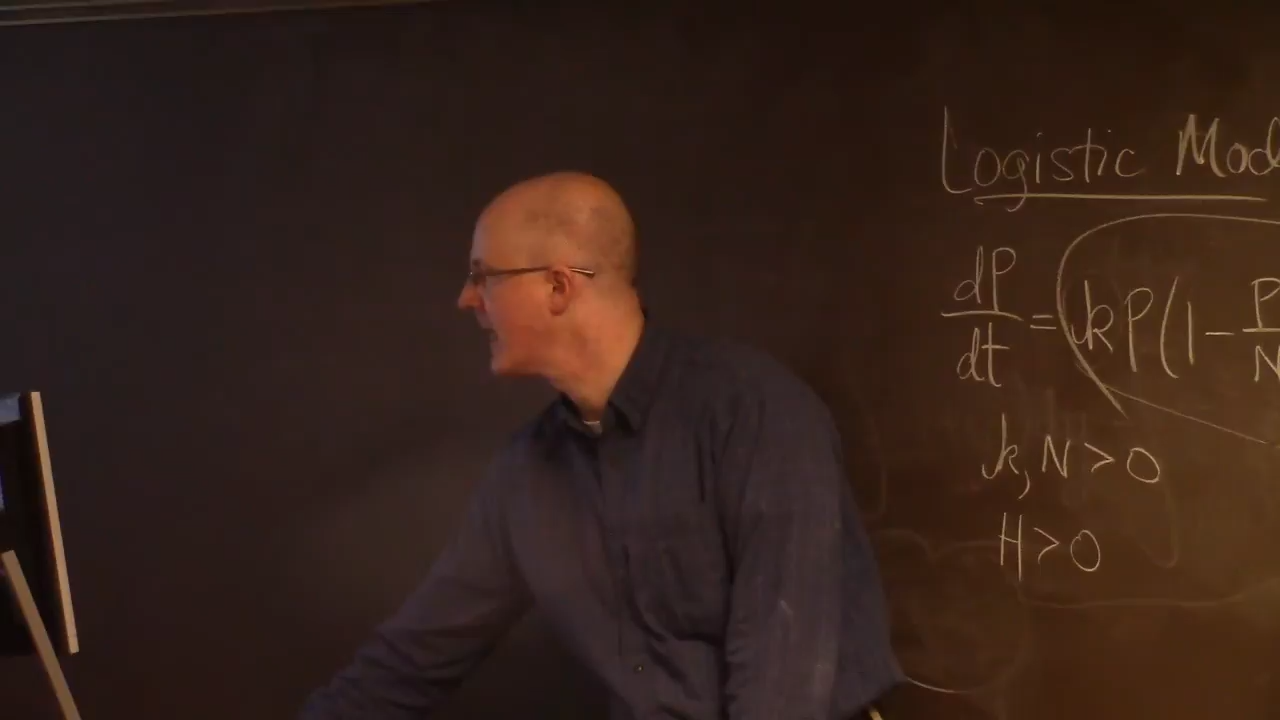 Logistic Mod
dP/dt = kP(1 - P/N
k, N > 0
H > 0